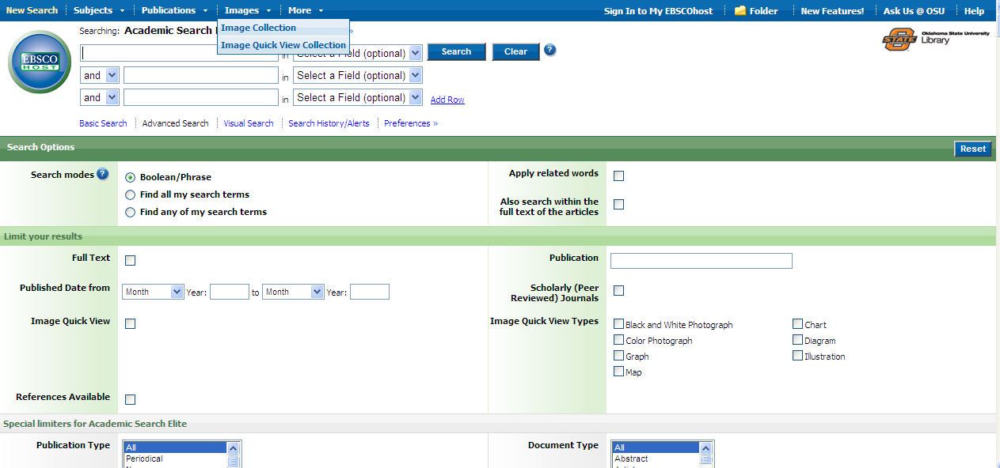 New Search Subjects Publications Images More Sign In to My EBSCOhost Folder New Features! Ask Us @ OSU Help
Image Collection
Image Quick View Collection
Searching: Academic Search
»
EBSCO
HOST
OKLAHOMA
STATE
Oklahoma State University
Library
in Select a Field (optional) Search Clear ?
and in Select a Field (optional)
and in Select a Field (optional) Add Row
Basic Search Advanced Search Visual Search Search History/Alerts Preferences »
Search Options Reset
Search modes ? Boolean/Phrase
Find all my search terms
Find any of my search terms
Apply related words
Also search within the
full text of the articles
Limit your results
Full Text
Publication
Published Date from Month Year: to Month Year:
Scholarly (Peer
Reviewed) Journals
Image Quick View
Image Quick View Types
Black and White Photograph Chart
Color Photograph Diagram
Graph Illustration
Map
References Available
Special limiters for Academic Search Elite
Publication Type All
Periodical
Document Type All
Abstract